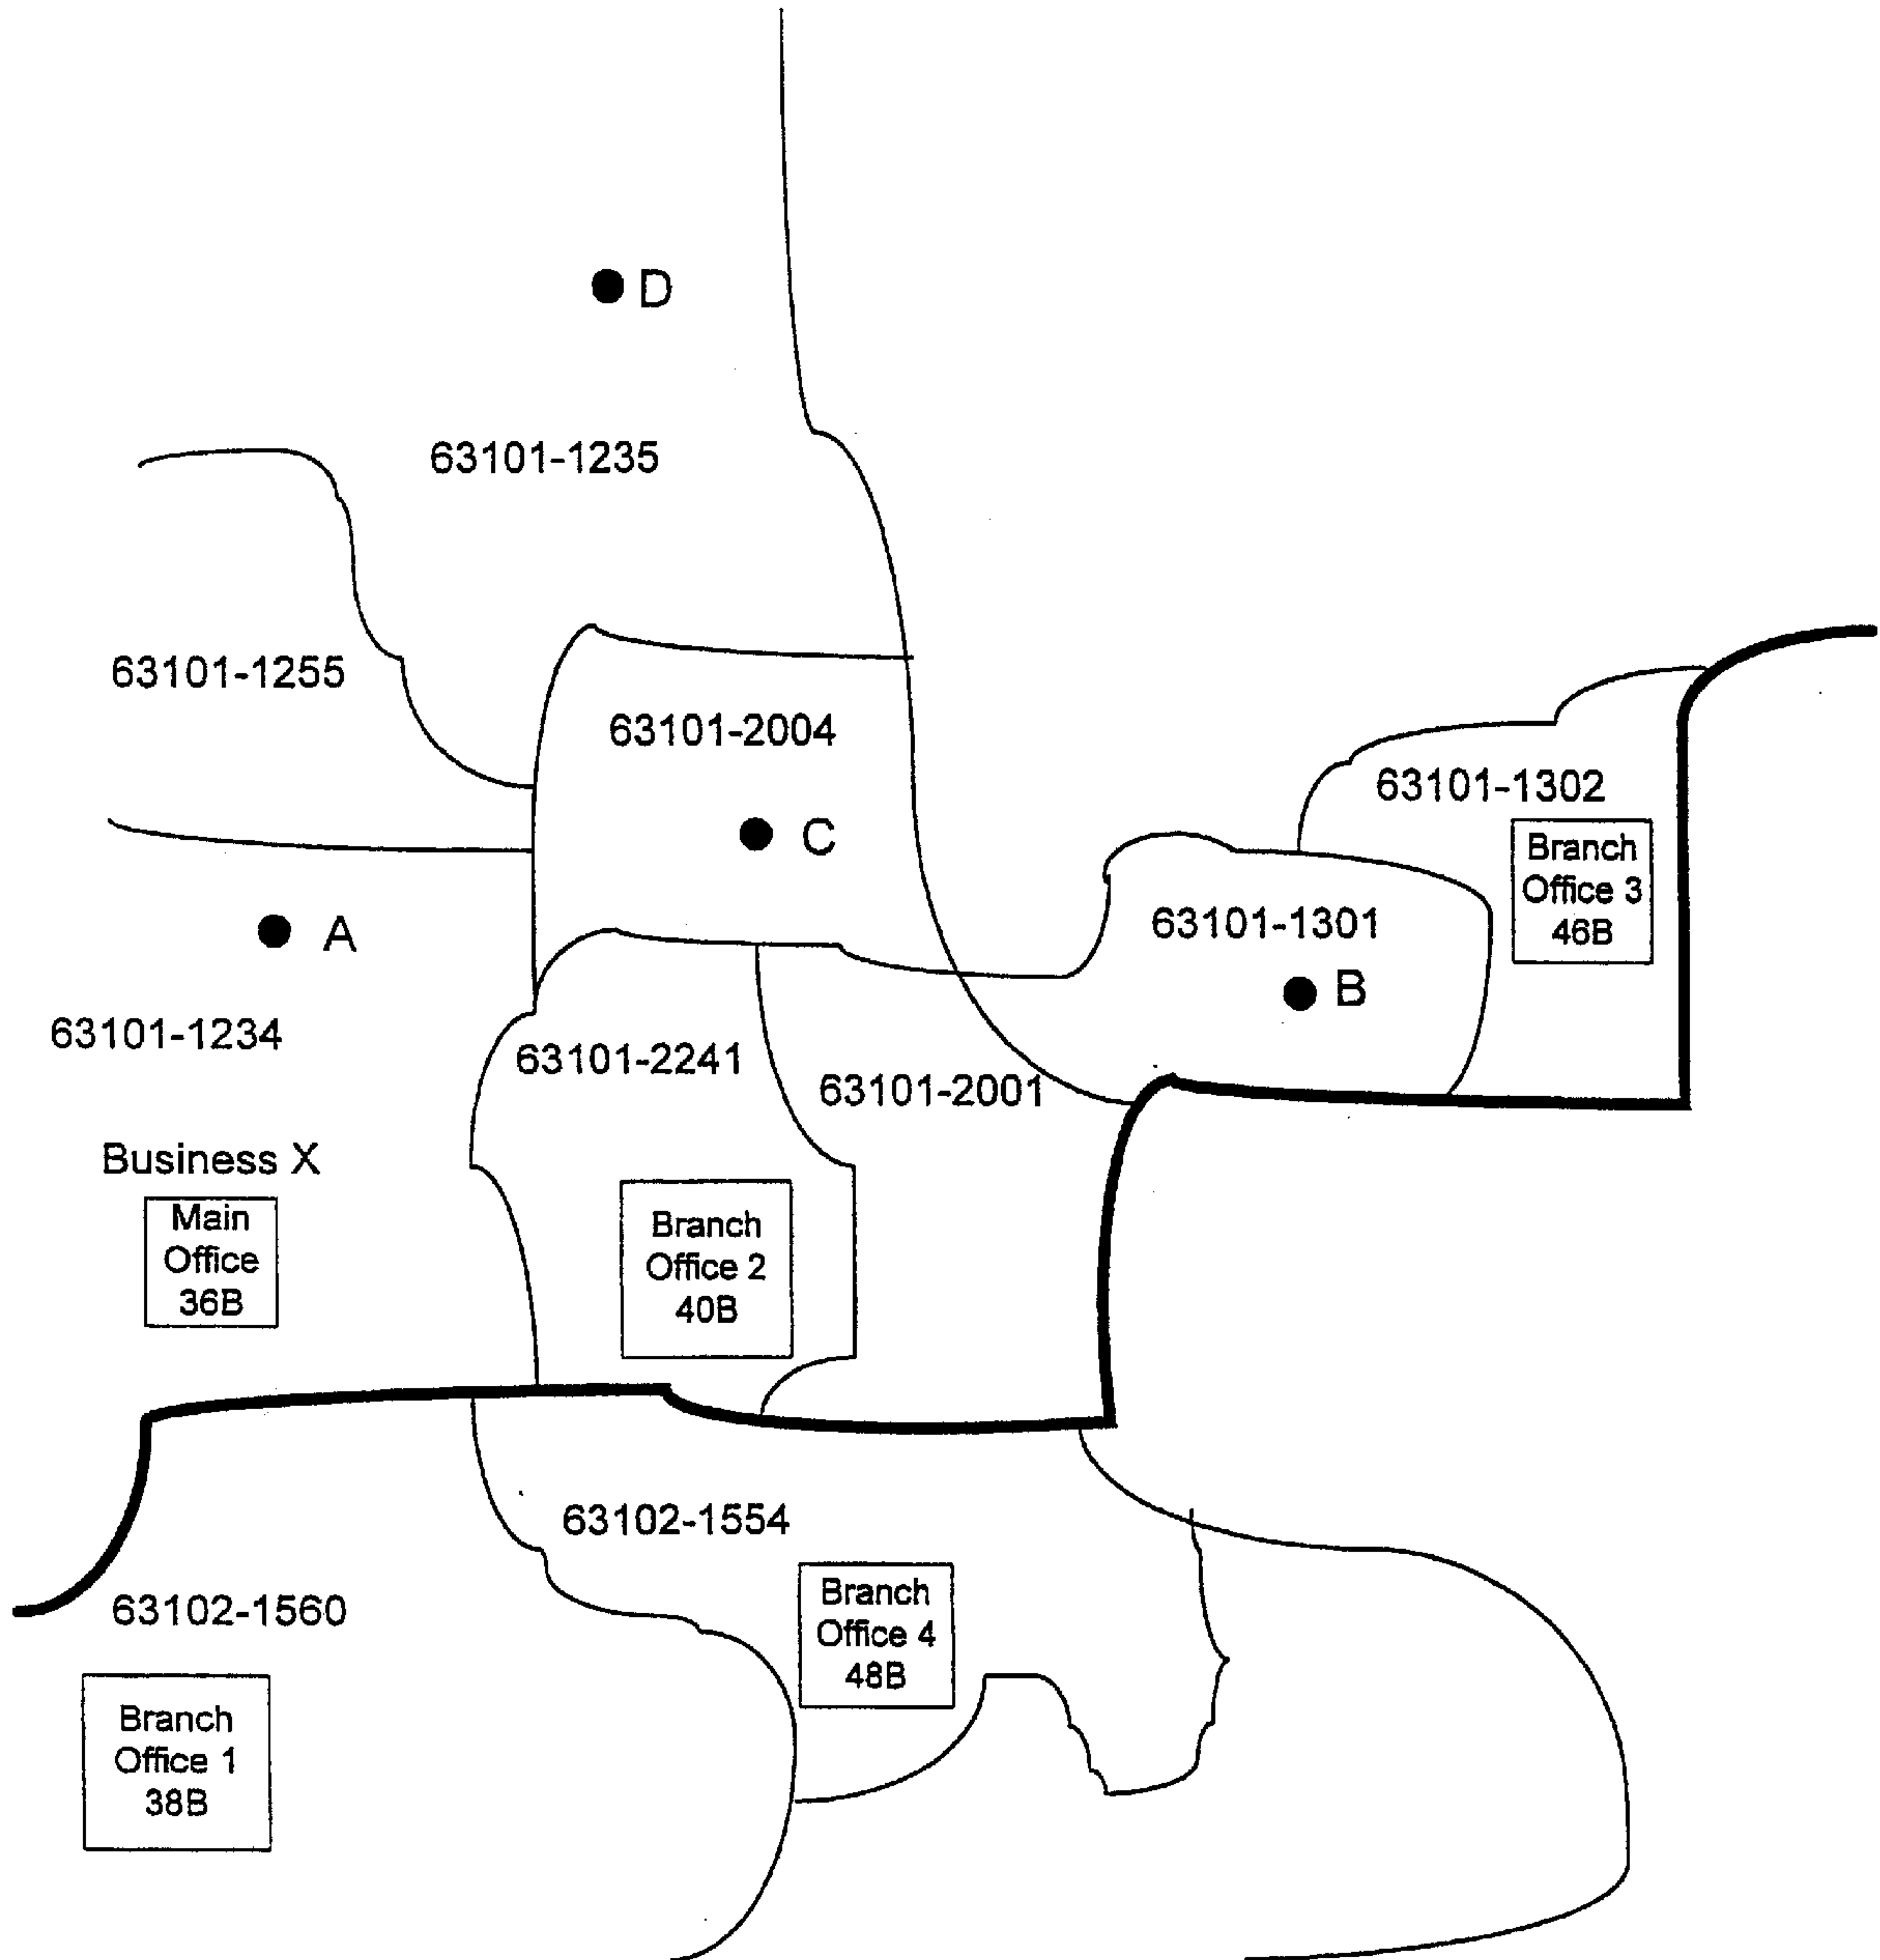 D
63101-1235
63101-1255
63101-2004
63101-1302
C
Branch
Office 3
46B
A
63101-1301
B
63101-1234
63101-2241
63101-2001
Business X
Main
Office
36B
Branch
Office 2
40B
63102-1554
63102-1560
Branch
Office 4
48B
Branch
Office 1
38B